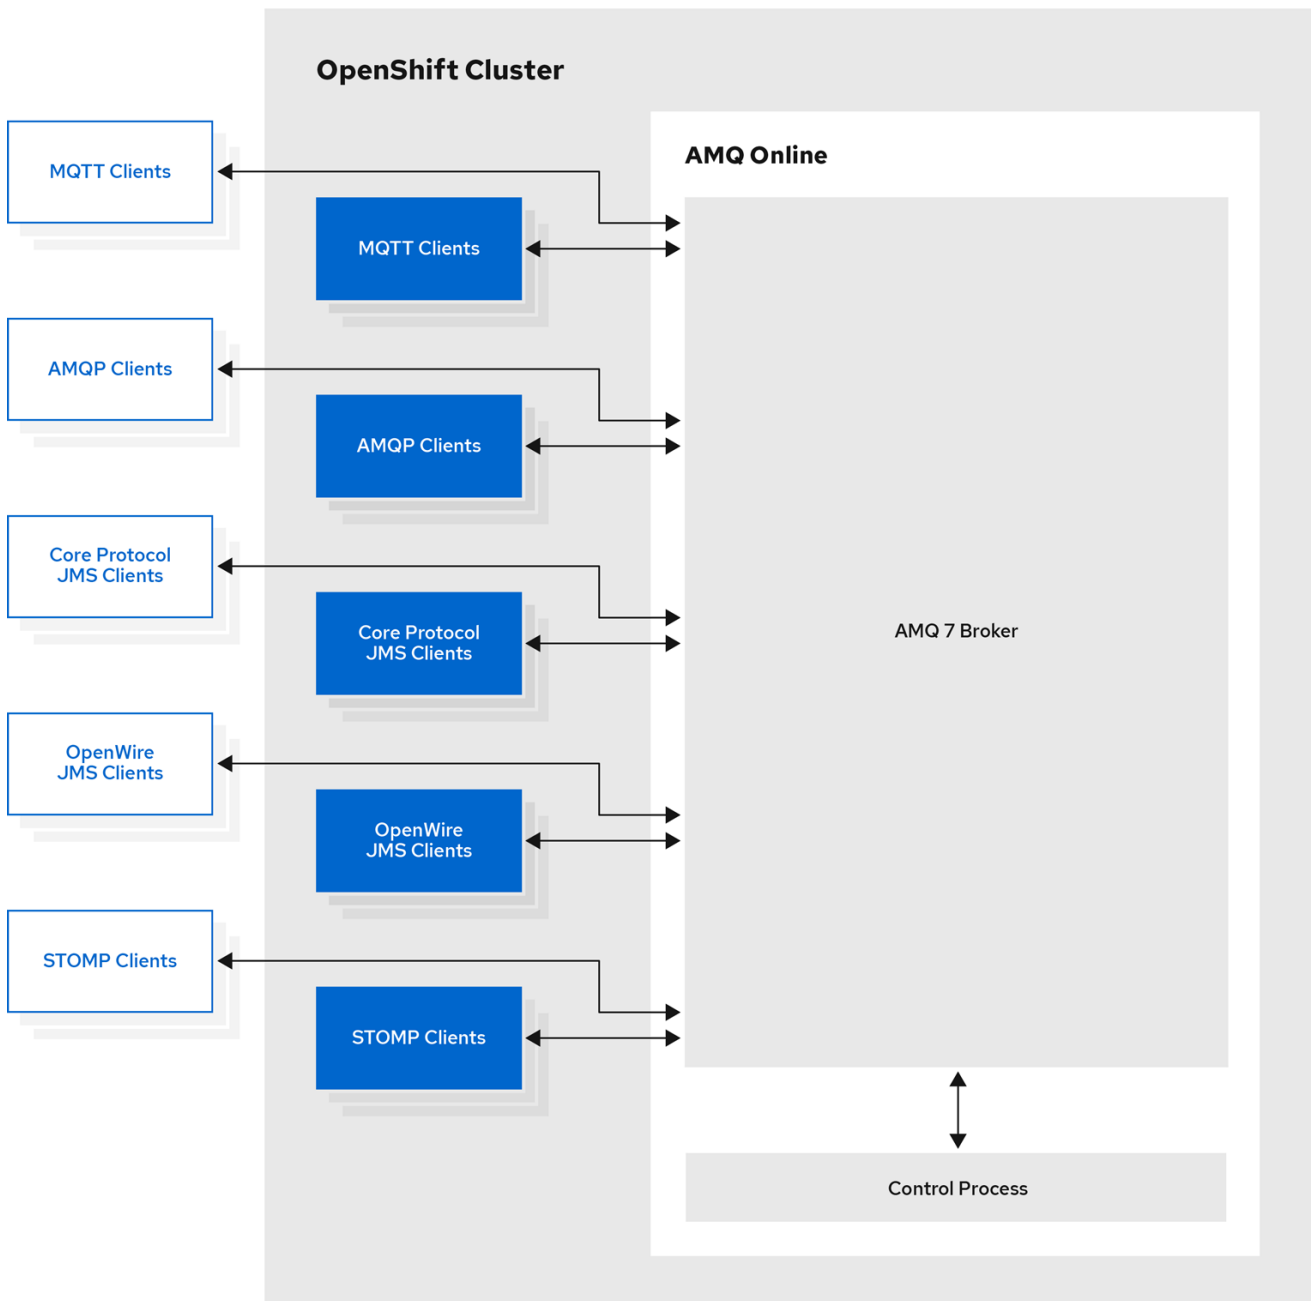 OpenShift Cluster
AMQ Online
MQTT Clients
MQTT Clients
AMQP Clients
AMQP Clients
Core Protocol
JMS Clients
Core Protocol
JMS Clients
AMQ 7 Broker
OpenWire
JMS Clients
OpenWire
JMS Clients
STOMP Clients
STOMP Clients
Control Process